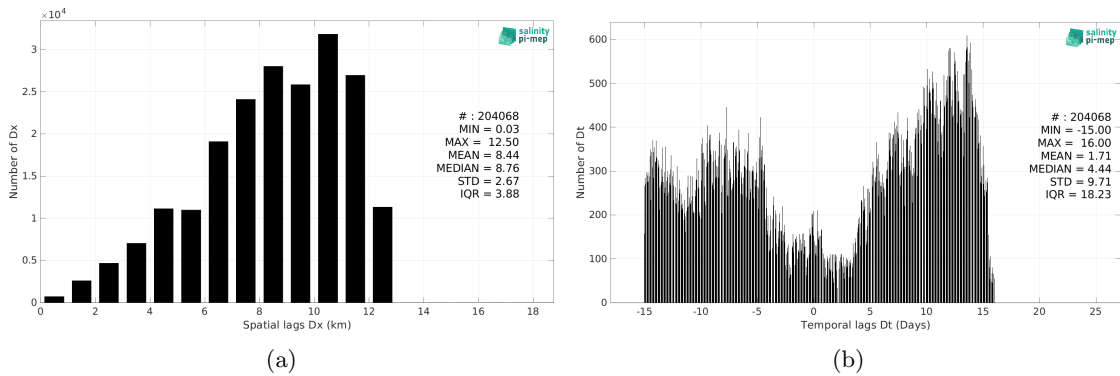 ×10⁴
3
2.5
2
1.5
1
0.5
0
Number of Dx
0 2 4 6 8 10 12 14 16 18
Spatial lags Dx (km)
salinity
pi-mep
# : 204068
MIN = 0.03
MAX = 12.50
MEAN = 8.44
MEDIAN = 8.76
STD = 2.67
IQR = 3.88
(a)
600
500
400
300
200
100
0
Number of Dt
-15 -10 -5 0 5 10 15 20 25
Temporal lags Dt (Days)
salinity
pi-mep
# : 204068
MIN = -15.00
MAX = 16.00
MEAN = 1.71
MEDIAN = 4.44
STD = 9.71
IQR = 18.23
(b)